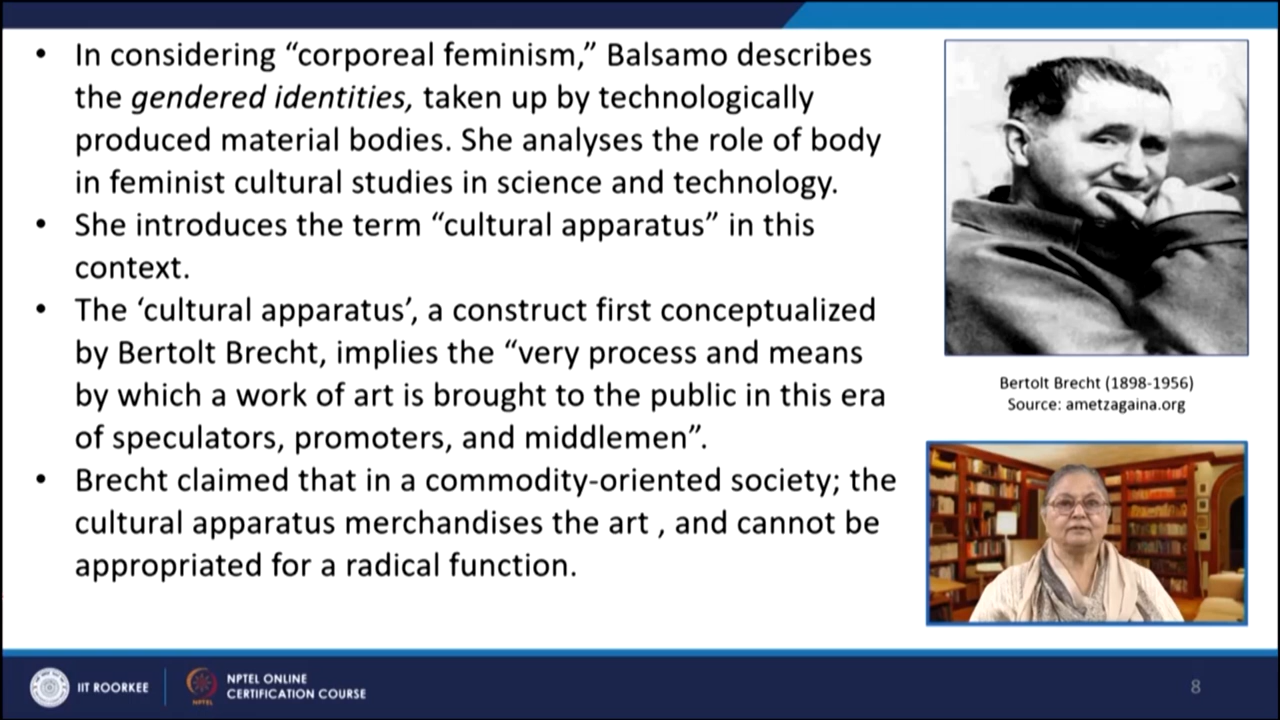 • In considering “corporeal feminism,” Balsamo describes
the gendered identities, taken up by technologically
produced material bodies. She analyses the role of body
in feminist cultural studies in science and technology.
• She introduces the term “cultural apparatus” in this
context.
• The ‘cultural apparatus’, a construct first conceptualized
by Bertolt Brecht, implies the “very process and means
by which a work of art is brought to the public in this era
of speculators, promoters, and middlemen”.
• Brecht claimed that in a commodity-oriented society; the
cultural apparatus merchandises the art , and cannot be
appropriated for a radical function.
Bertolt Brecht (1898-1956)
Source: ametzagaina.org
IIT ROORKEE
NPTEL
NPTEL ONLINE
CERTIFICATION COURSE
8